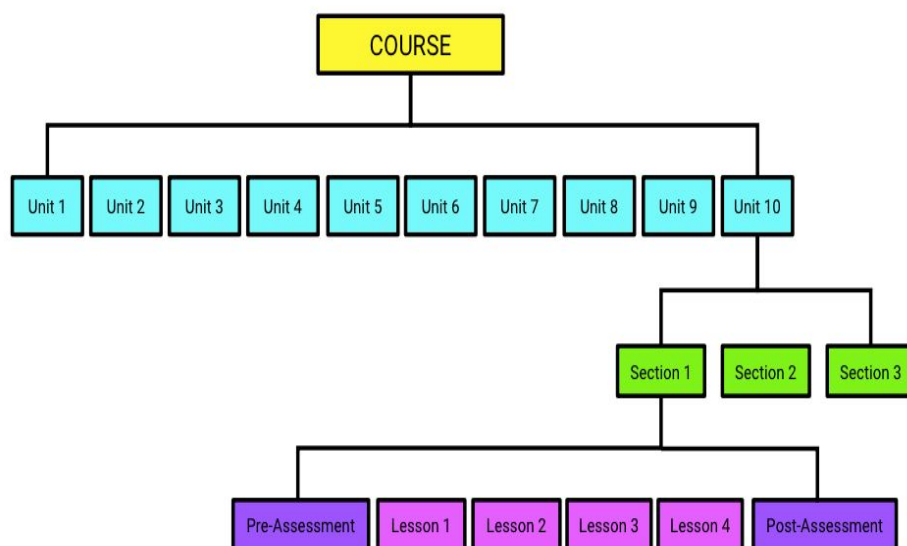 COURSE
Unit 1 Unit 2 Unit 3 Unit 4 Unit 5 Unit 6 Unit 7 Unit 8 Unit 9 Unit 10
Section 1 Section 2 Section 3
Pre-Assessment Lesson 1 Lesson 2 Lesson 3 Lesson 4 Post-Assessment